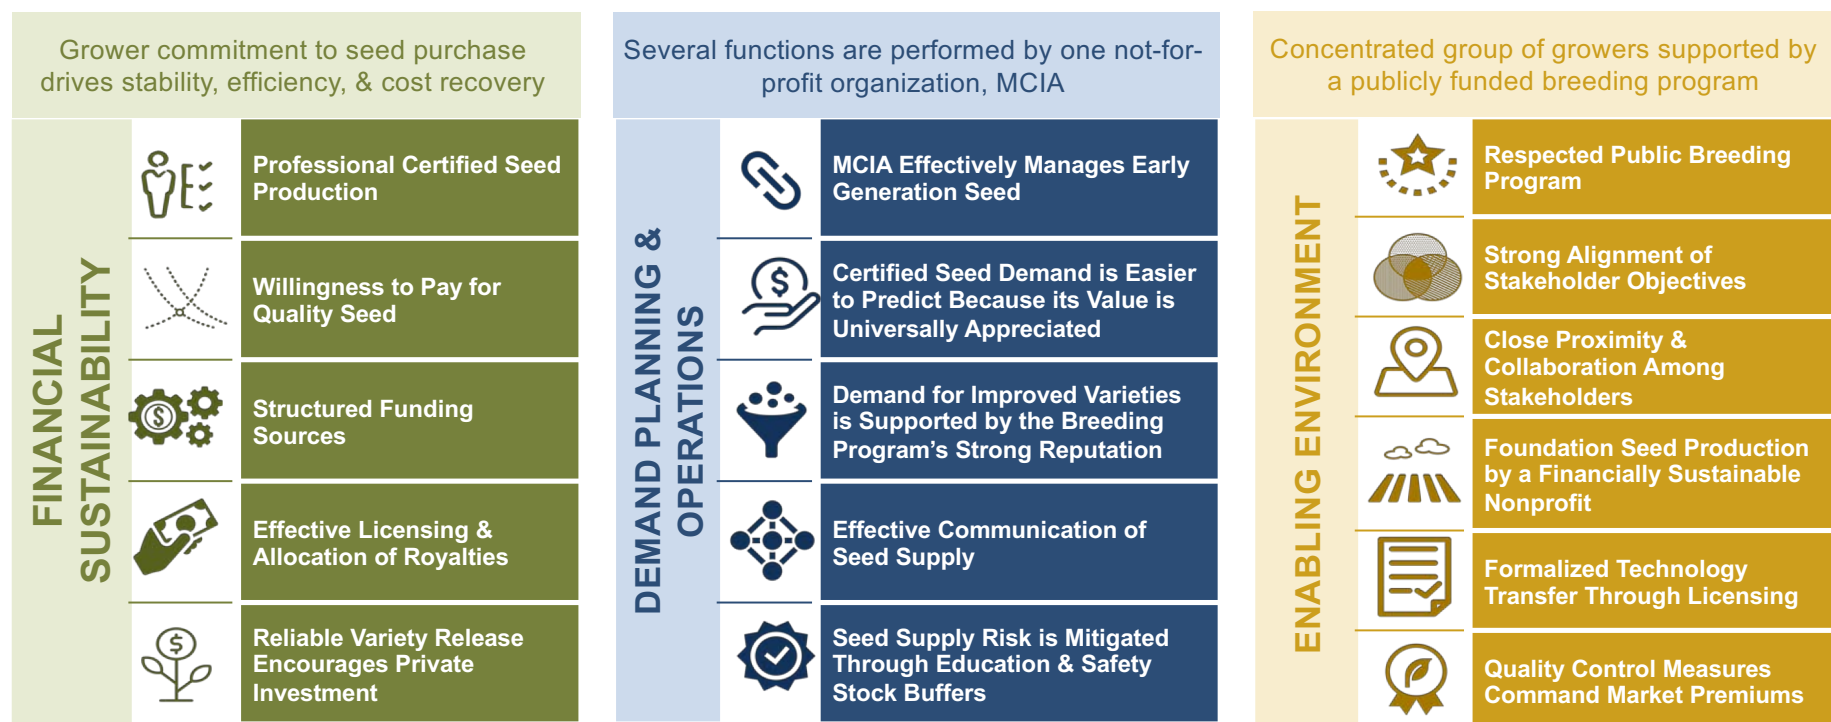 Grower commitment to seed purchase
drives stability, efficiency, & cost recovery
FINANCIAL
SUSTAINABILITY
Professional Certified Seed
Production
Willingness to Pay for
Quality Seed
$
Structured Funding
Sources
Effective Licensing &
Allocation of Royalties
$
Reliable Variety Release
Encourages Private
Investment
Several functions are performed by one not-for-
profit organization, MCIA
DEMAND PLANNING &
OPERATIONS
MCIA Effectively Manages Early
Generation Seed
$
Certified Seed Demand is Easier
to Predict Because its Value is
Universally Appreciated
Demand for Improved Varieties
is Supported by the Breeding
Program’s Strong Reputation
Effective Communication of
Seed Supply
Seed Supply Risk is Mitigated
Through Education & Safety
Stock Buffers
Concentrated group of growers supported by
a publicly funded breeding program
ENABLING ENVIRONMENT
Respected Public Breeding
Program
Strong Alignment of
Stakeholder Objectives
Close Proximity &
Collaboration Among
Stakeholders
Foundation Seed Production
by a Financially Sustainable
Nonprofit
Formalized Technology
Transfer Through Licensing
Quality Control Measures
Command Market Premiums